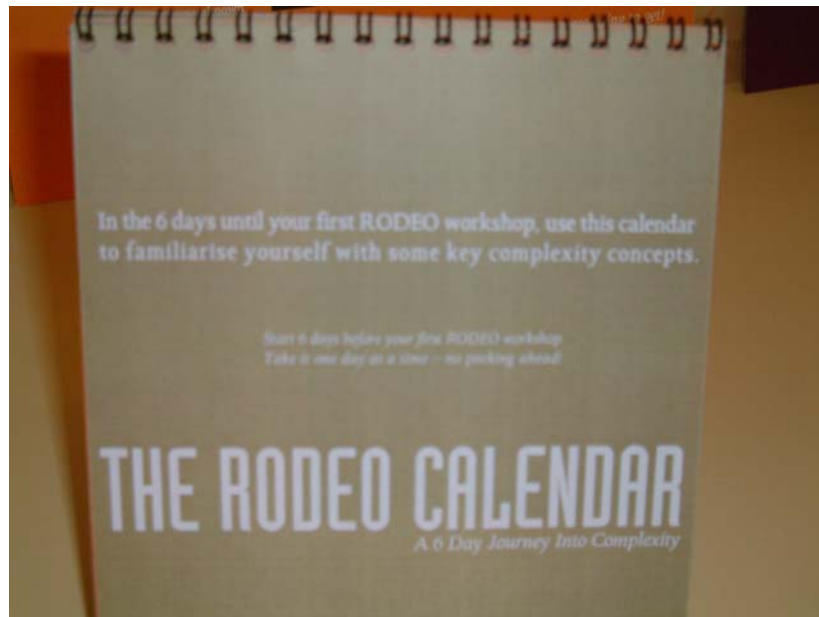 In the 6 days until your first RODEO workshop, use this calendar
to familiarise yourself with some key complexity concepts.
Start 6 days before your first RODEO workshop
Take it one day at a time – no peeking ahead!
THE RODEO CALENDAR
A 6 Day Journey Into Complexity